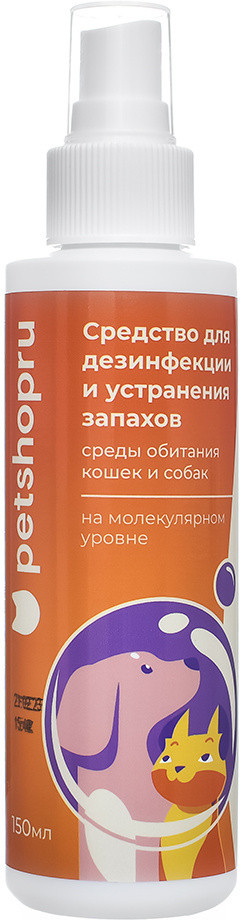 petshopru
Средство для
дезинфекции
и устранения
запахов
среды обитания
кошек и собак
на молекулярном
уровне
150мл